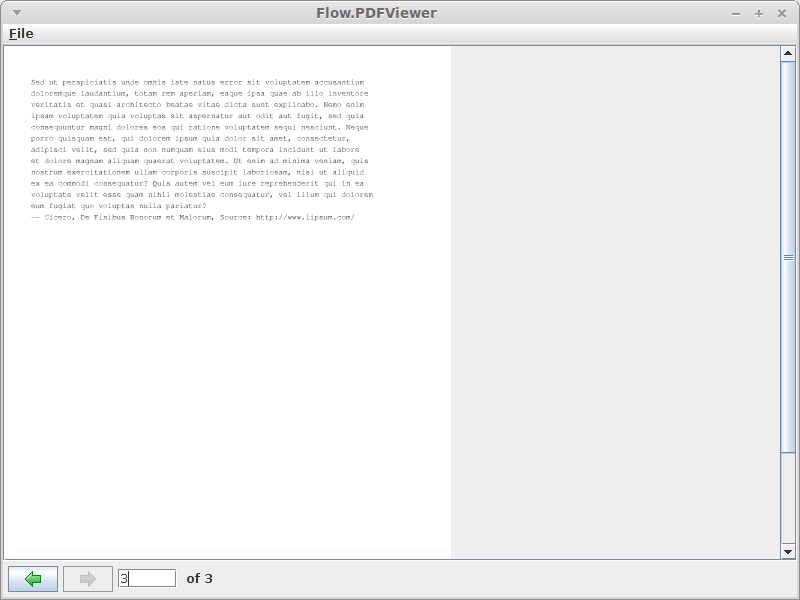 Flow.PDFViewer
File
Sed ut perspiciatis unde omnis iste natus error sit voluptatem accusantium
doloremque laudantium, totam rem aperiam, eaque ipsa quae ab illo inventore
veritatis et quasi architecto beatae vitae dicta sunt explicabo. Nemo enim
ipsam voluptatem quia voluptas sit aspernatur aut odit aut fugit, sed quia
consequuntur magni dolores eos qui ratione voluptatem sequi nesciunt. Neque
porro quisquam est, qui dolorem ipsum quia dolor sit amet, consectetur,
adipisci velit, sed quia non numquam eius modi tempora incidunt ut labore
et dolore magnam aliquam quaerat voluptatem. Ut enim ad minima veniam, quis
nostrum exercitationem ullam corporis suscipit laboriosam, nisi ut aliquid
ex ea commodi consequatur? Quis autem vel eum iure reprehenderit qui in ea
voluptate velit esse quam nihil molestiae consequatur, vel illum qui dolorem
eum fugiat quo voluptas nulla pariatur?
-- Cicero, De Finibus Bonorum et Malorum, Source: http://www.lipsum.com/
3 of 3